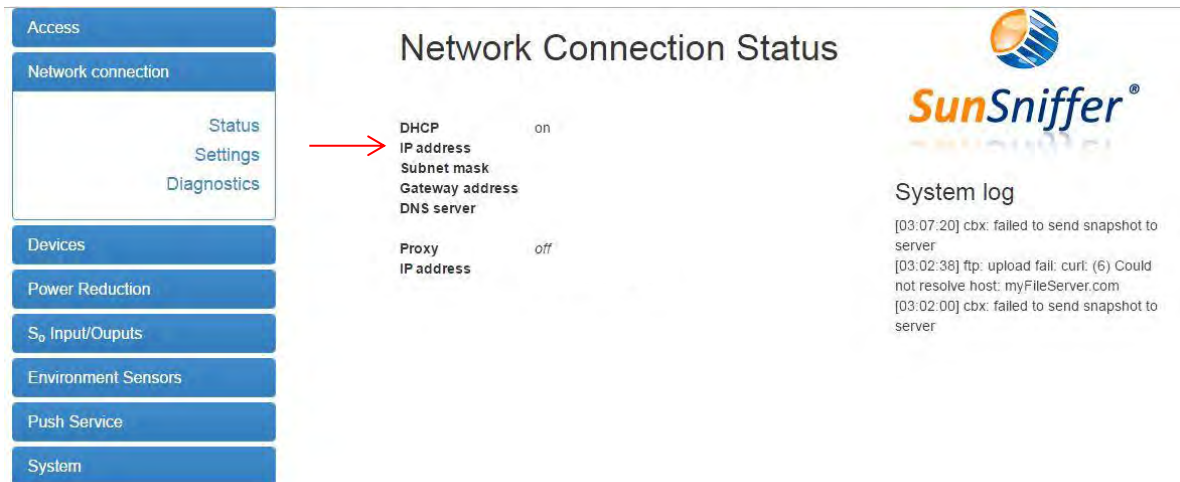 Access
Network connection
Status
Settings
Diagnostics
Devices
Power Reduction
S₀ Input/Ouputs
Environment Sensors
Push Service
System
Network Connection Status
DHCP on
IP address
Subnet mask
Gateway address
DNS server
Proxy off
IP address
SunSniffer®
System log
[03:07:20] cbx: failed to send snapshot to
server
[03:02:38] ftp: upload fail: curl: (6) Could
not resolve host: myFileServer.com
[03:02:00] cbx: failed to send snapshot to
server